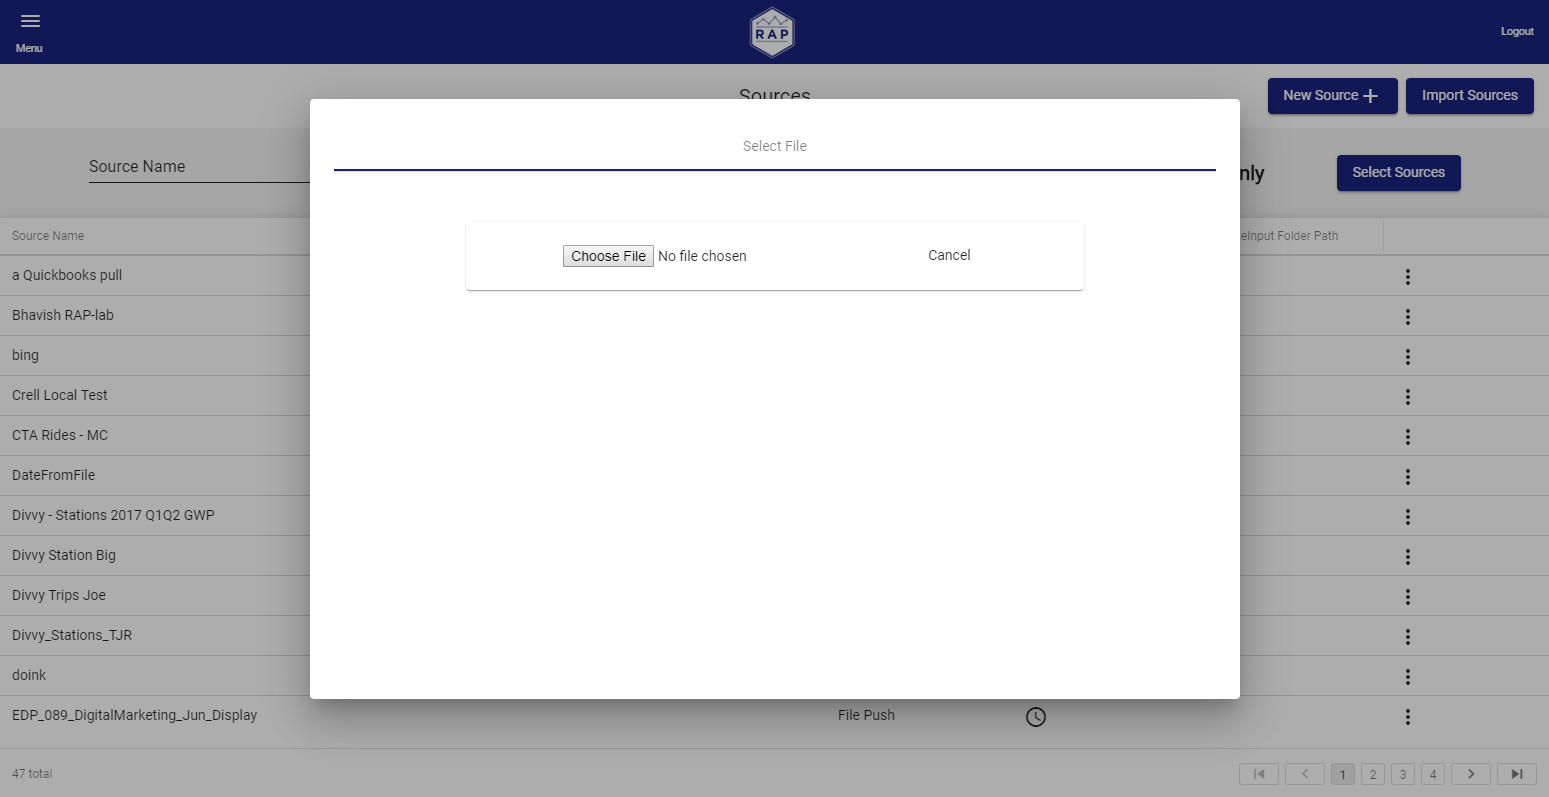 Menu
RAP
Logout
Sources
New Source
Import Sources
Select File
Source Name
nly
Select Sources
Source Name
eInput Folder Path
Choose File No file chosen
Cancel
a Quickbooks pull
Bhavish RAP-lab
bing
Crell Local Test
CTA Rides - MC
DateFromFile
Divvy - Stations 2017 Q1Q2 GWP
Divvy Station Big
Divvy Trips Joe
Divvy_Stations_TJR
doink
EDP_089_DigitalMarketing_Jun_Display File Push
47 total
1 2 3 4